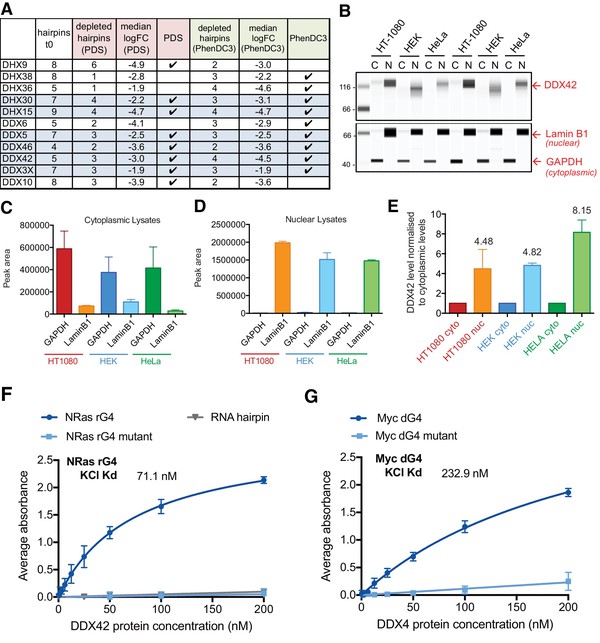 A
hairpins t0 depleted hairpins (PDS) median logFC (PDS) PDS depleted hairpins (PhenDC3) median logFC (PhenDC3) PhenDC3
DHX9 8 6 -4.9 ✔ 2 -3.0
DHX38 8 1 -2.8 3 -2.2 ✔
DHX36 5 1 -1.9 4 -4.6 ✔
DHX30 7 4 -2.2 ✔ 3 -3.1 ✔
DHX15 9 4 -4.7 ✔ 4 -4.7 ✔
DDX6 5 2 -4.1 3 -2.9 ✔
DDX5 7 3 -2.5 ✔ 3 -2.5 ✔
DDX46 4 2 -3.6 ✔ 2 -3.6 ✔
DDX42 5 3 -3.0 ✔ 4 -4.5 ✔
DDX3X 7 3 -1.9 ✔ 3 -1.9 ✔
DDX10 8 3 -3.9 ✔ 2 -3.6
B
HT-1080 HEK HeLa HT-1080 HEK HeLa
C N C N C N C N C N C N
116
66
DDX42
66
40
Lamin B1
(nuclear)
GAPDH
(cytoplasmic)
C
Cytoplasmic Lysates
Peak area
800000
600000
400000
200000
0
GAPDH LaminB1 GAPDH LaminB1 GAPDH LaminB1
HT1080 HEK HeLa
D
Nuclear Lysates
Peak area
2500000
2000000
1500000
1000000
500000
0
GAPDH LaminB1 GAPDH LaminB1 GAPDH LaminB1
HT1080 HEK HeLa
E
DDX42 level normalised
to cytoplasmic levels
10
8
6
4
2
0
4.48
4.82
8.15
HT1080 cyto HT1080 nuc HEK cyto HEK nuc HELA cyto HELA nuc
F
NRas rG4
NRas rG4 mutant
RNA hairpin
NRas rG4
KCl Kd
71.1 nM
Average absorbance
2.5
2.0
1.5
1.0
0.5
0.0
0 50 100 150 200
DDX42 protein concentration (nM)
G
Myc dG4
Myc dG4 mutant
Myc dG4
KCl Kd
232.9 nM
Average absorbance
2.5
2.0
1.5
1.0
0.5
0.0
0 50 100 150 200
DDX4 protein concentration (nM)